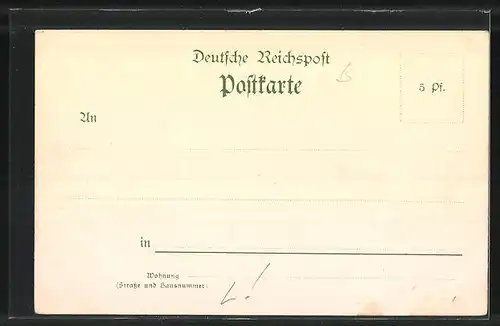 Deutsche Reichspost
Postkarte
5 Pf.
An
in
Wohnung
(Straße und Hausnummer)